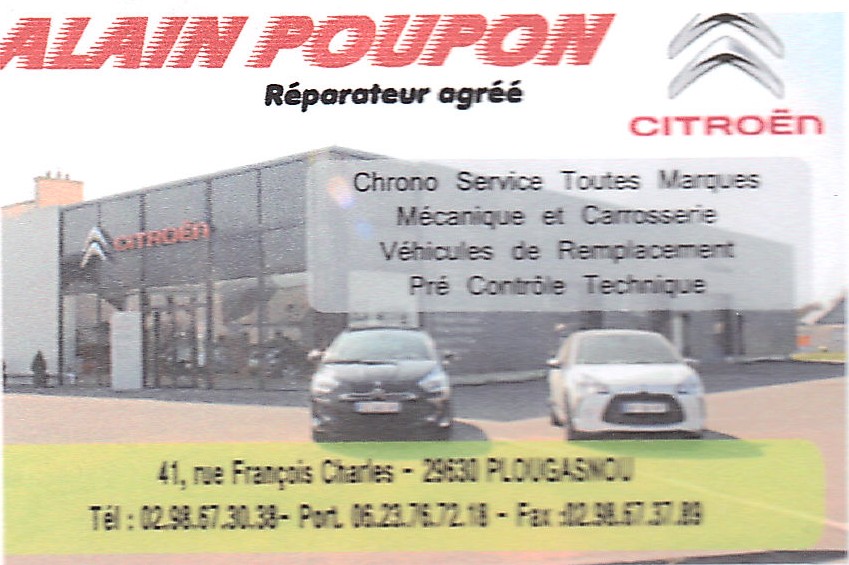 ALAIN POUPON
Réparateur agréé
CITROËN
Chrono Service Toutes Marques
Mécanique et Carrosserie
Véhicules de Remplacement
Pré Contrôle Technique
CITROËN
41, rue François Charles - 29630 PLOUGASNOU
Tél : 02.98.67.30.38- Port. 06.23.76.72.18 - Fax :02.98.67.37.89